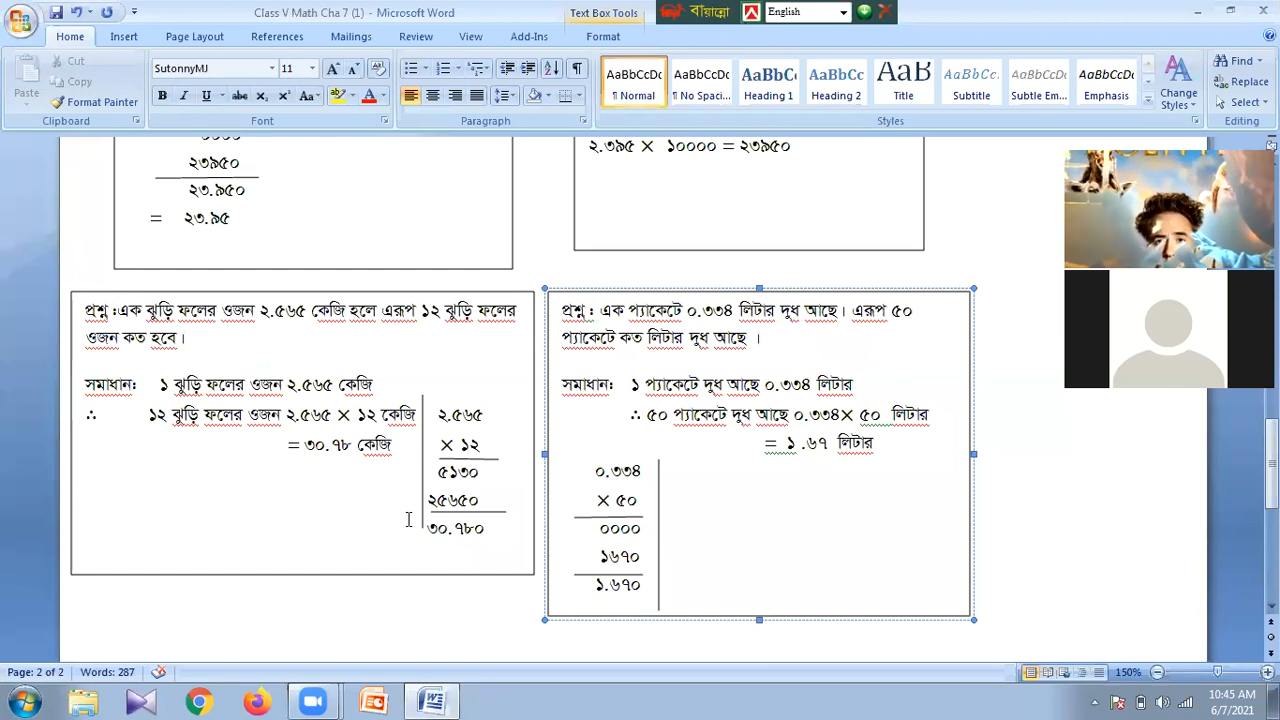 Class V Math Cha 7 (1) - Microsoft Word
Text Box Tools
বায়ান্নো
English
Home Insert Page Layout References Mailings Review View Add-Ins Format
Paste
Cut
Copy
Format Painter
Clipboard
SutonnyMJ 11
Font
Paragraph
AaBbCcDc AaBbCcDc AaBbC AaBbCc AaB AaBbCc. AaBbCcDc AaBbCcDc
¶ Normal ¶ No Spaci... Heading 1 Heading 2 Title Subtitle Subtle Em... Emphasis
Styles
Change Styles
Find
Replace
Select
Editing
২৩৯৫০
২৩.৯৫০
= ২৩.৯৫
২.৩৯৫ × ১০০০০ = ২৩৯৫০
প্রশ্ন :এক ঝুড়ি ফলের ওজন ২.৫৬৫ কেজি হলে এরূপ ১২ ঝুড়ি ফলের
ওজন কত হবে
সমাধান: ১ ঝুড়ি ফলের ওজন ২.৫৬৫ কেজি
∴ ১২ ঝুড়ি ফলের ওজন ২.৫৬৫ × ১২ কেজি
= ৩০.৭৮ কেজি
২.৫৬৫
× ১২
৫১৩০
২৫৬৫০
৩০.৭৮০
প্রশ্ন : এক প্যাকেটে ০.৩৩৪ লিটার দুধ আছে। এরূপ ৫০
প্যাকেটে কত লিটার দুধ আছে ।
সমাধান: ১ প্যাকেটে দুধ আছে ০.৩৩৪ লিটার
∴ ৫০ প্যাকেটে দুধ আছে ০.৩৩৪× ৫০ লিটার
= ১ .৬৭ লিটার
০.৩৩৪
× ৫০
০০০০
১৬৭০
১.৬৭০
Page: 2 of 2 Words: 287
150%
10:45 AM
6/7/2021